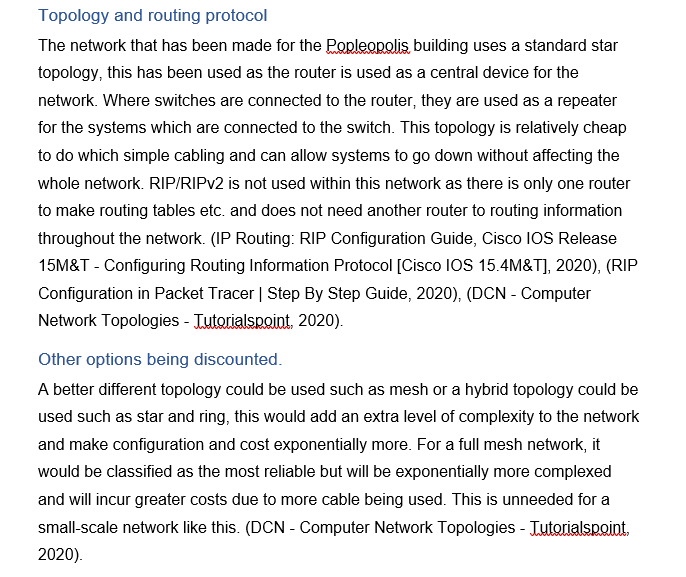 Topology and routing protocol
The network that has been made for the Popleopolis building uses a standard star
topology, this has been used as the router is used as a central device for the
network. Where switches are connected to the router, they are used as a repeater
for the systems which are connected to the switch. This topology is relatively cheap
to do which simple cabling and can allow systems to go down without affecting the
whole network. RIP/RIPv2 is not used within this network as there is only one router
to make routing tables etc. and does not need another router to routing information
throughout the network. (IP Routing: RIP Configuration Guide, Cisco IOS Release
15M&T - Configuring Routing Information Protocol [Cisco IOS 15.4M&T], 2020), (RIP
Configuration in Packet Tracer | Step By Step Guide, 2020), (DCN - Computer
Network Topologies - Tutorialspoint, 2020).
Other options being discounted.
A better different topology could be used such as mesh or a hybrid topology could be
used such as star and ring, this would add an extra level of complexity to the network
and make configuration and cost exponentially more. For a full mesh network, it
would be classified as the most reliable but will be exponentially more complexed
and will incur greater costs due to more cable being used. This is unneeded for a
small-scale network like this. (DCN - Computer Network Topologies - Tutorialspoint,
2020).